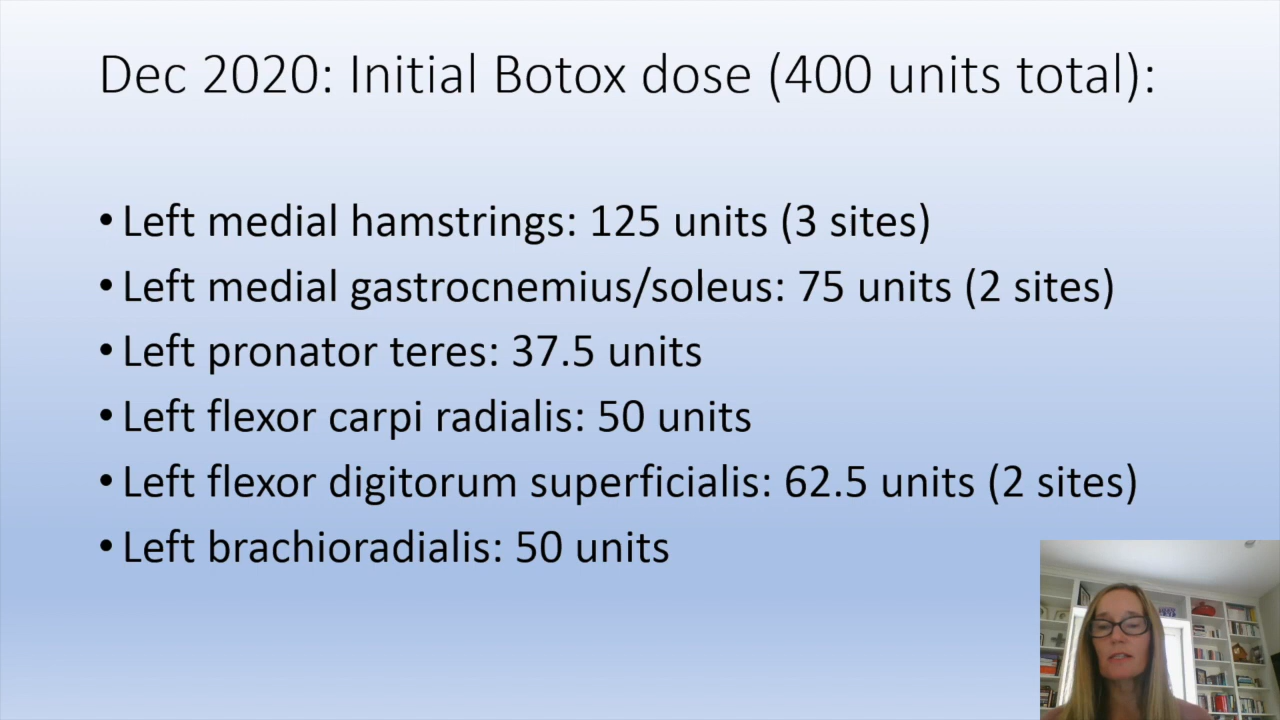 Dec 2020: Initial Botox dose (400 units total):
• Left medial hamstrings: 125 units (3 sites)
• Left medial gastrocnemius/soleus: 75 units (2 sites)
• Left pronator teres: 37.5 units
• Left flexor carpi radialis: 50 units
• Left flexor digitorum superficialis: 62.5 units (2 sites)
• Left brachioradialis: 50 units